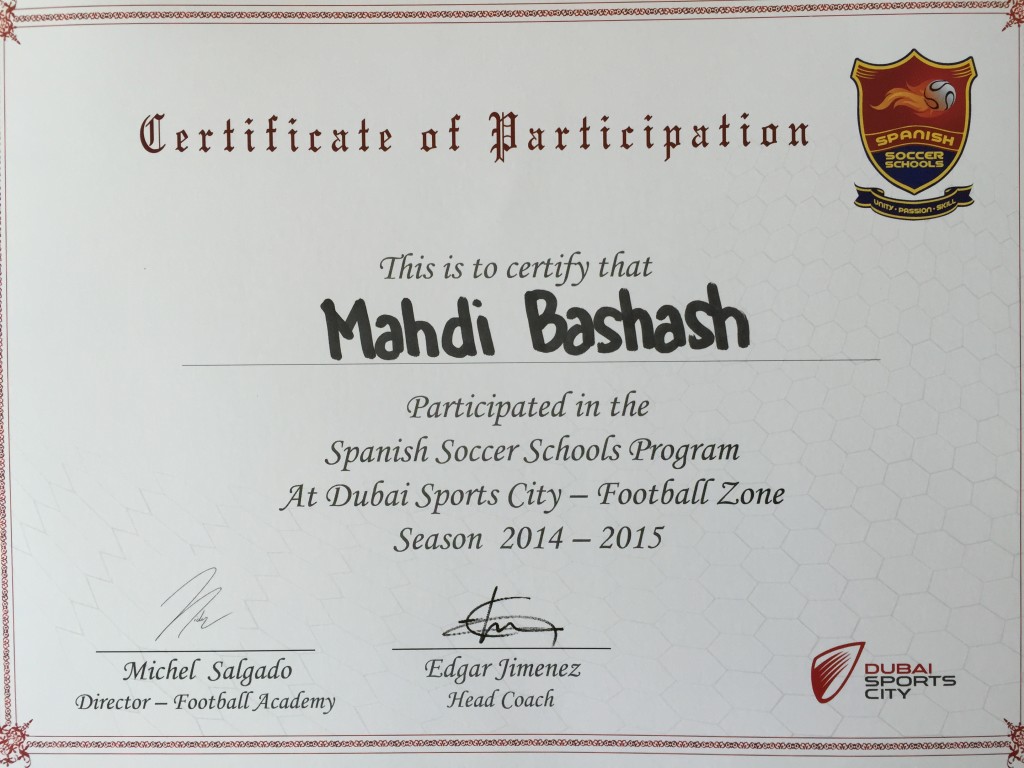 Certificate of Participation
SPANISH
SOCCER
SCHOOLS
UNITY • PASSION • SKILL
This is to certify that
Mahdi Bashash
Participated in the
Spanish Soccer Schools Program
At Dubai Sports City – Football Zone
Season 2014 – 2015
Michel Salgado
Director – Football Academy
Edgar Jimenez
Head Coach
DUBAI
SPORTS
CITY